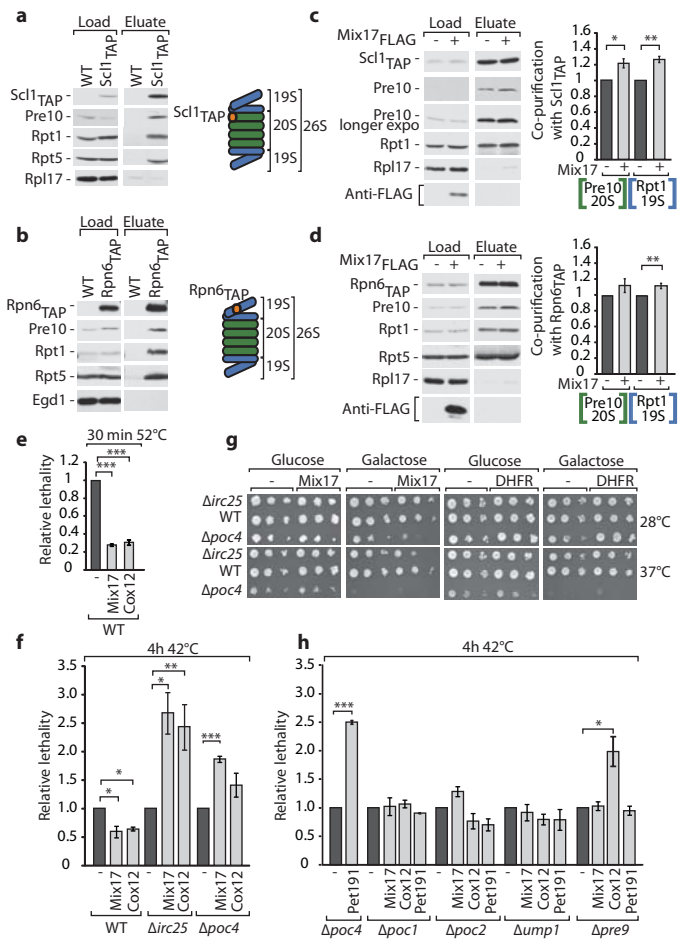 a
Load Eluate
WT Scl1TAP WT Scl1TAP
Scl1TAP -
Pre10 -
Rpt1 -
Rpt5 -
Rpl17 -
Scl1TAP
19S
20S
19S
26S
b
Load Eluate
WT Rpn6TAP WT Rpn6TAP
Rpn6TAP -
Pre10 -
Rpt1 -
Rpt5 -
Egd1 -
Rpn6TAP
19S
20S
19S
26S
c
Load Eluate
Mix17FLAG - + - +
Scl1TAP -
Pre10 -
Pre10 -
longer expo
Rpt1 -
Rpl17 -
Anti-FLAG
Co-purification with Scl1TAP
1.6
1.4
1.2
1
0.8
0.6
0.4
0.2
0
* **
Mix17 - + - +
[Pre10 20S] [Rpt1 19S]
d
Load Eluate
Mix17FLAG - + - +
Rpn6TAP -
Pre10 -
Rpt1 -
Rpt5 -
Rpl17 -
Anti-FLAG
Co-purification with Rpn6TAP
1.6
1.4
1.2
1
0.8
0.6
0.4
0.2
0
**
Mix17 - + - +
[Pre10 20S] [Rpt1 19S]
e
30 min 52°C
Relative lethality
1.2
1
0.8
0.6
0.4
0.2
0
***
***
- Mix17 Cox12
WT
g
Glucose Galactose Glucose Galactose
- Mix17 - Mix17 - DHFR - DHFR
Δirc25
WT
Δpoc4
28°C
Δirc25
WT
Δpoc4
37°C
f
4h 42°C
Relative lethality
3.5
3.0
2.5
2.0
1.5
1.0
0.5
0
*
*
**
*
***
- Mix17 Cox12 - Mix17 Cox12 - Mix17 Cox12
WT Δirc25 Δpoc4
h
4h 42°C
Relative lethality
3.5
3.0
2.5
2.0
1.5
1.0
0.5
0
*** *
- Pet191 - Mix17 Cox12 Pet191 - Mix17 Cox12 Pet191 - Mix17 Cox12 Pet191 - Mix17 Cox12 Pet191
Δpoc4 Δpoc1 Δpoc2 Δump1 Δpre9